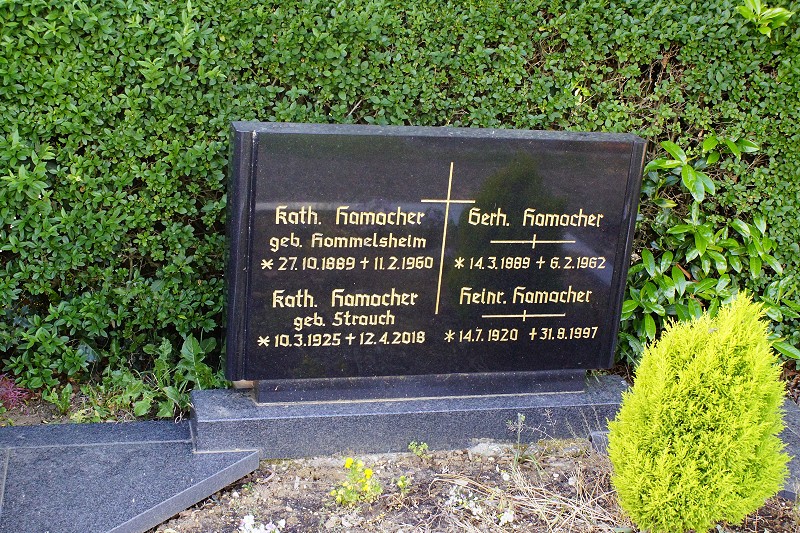 Kath. Hamacher
geb. Hommelsheim
* 27.10.1889 + 11.2.1960
Gerh. Hamacher
* 14.3.1889 + 6.2.1962
Kath. Hamacher
geb. Strauch
* 10.3.1925 + 12.4.2018
Heinr. Hamacher
* 14.7.1920 + 31.8.1997